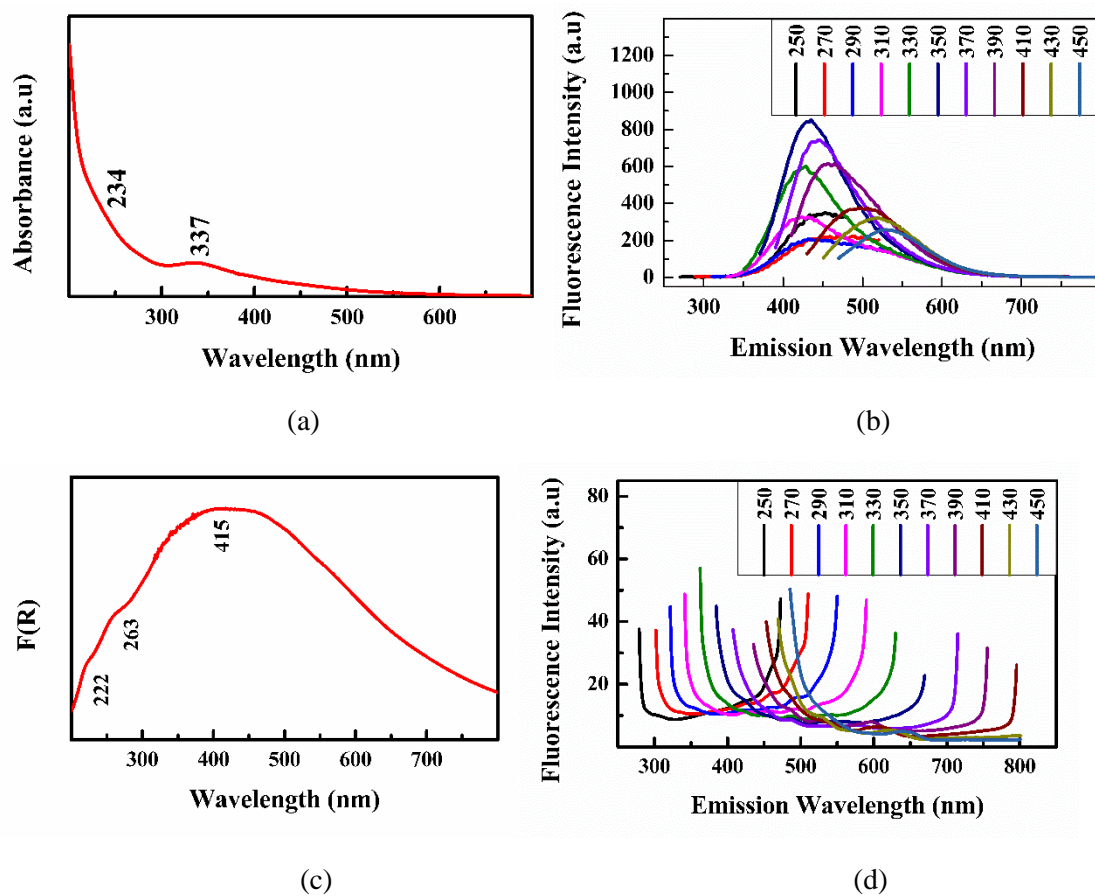 Absorbance (a.u)
234
337
300 400 500 600
Wavelength (nm)
(a)
Fluorescence Intensity (a.u)
1200
1000
800
600
400
200
0
250 270 290 310 330 350 370 390 410 430 450
300 400 500 600 700
Emission Wavelength (nm)
(b)
F(R)
222
263
415
300 400 500 600 700
Wavelength (nm)
(c)
Fluorescence Intensity (a.u)
80
60
40
20
250 270 290 310 330 350 370 390 410 430 450
300 400 500 600 700 800
Emission Wavelength (nm)
(d)